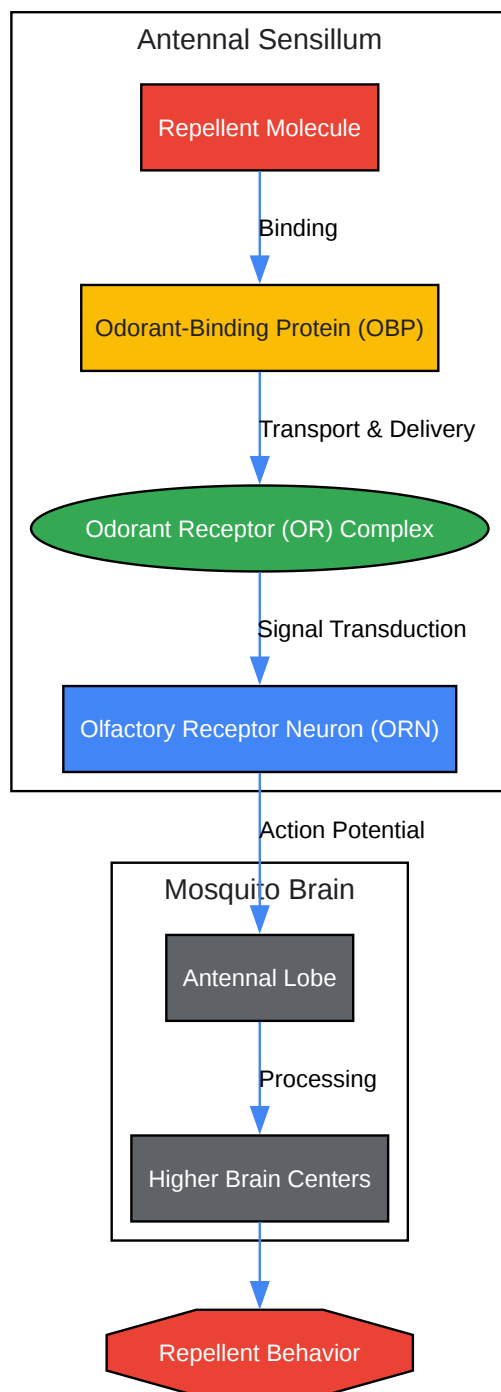 Antennal Sensillum
Repellent Molecule
Binding
Odorant-Binding Protein (OBP)
Transport & Delivery
Odorant Receptor (OR) Complex
Signal Transduction
Olfactory Receptor Neuron (ORN)
Action Potential
Mosquito Brain
Antennal Lobe
Processing
Higher Brain Centers
Repellent Behavior